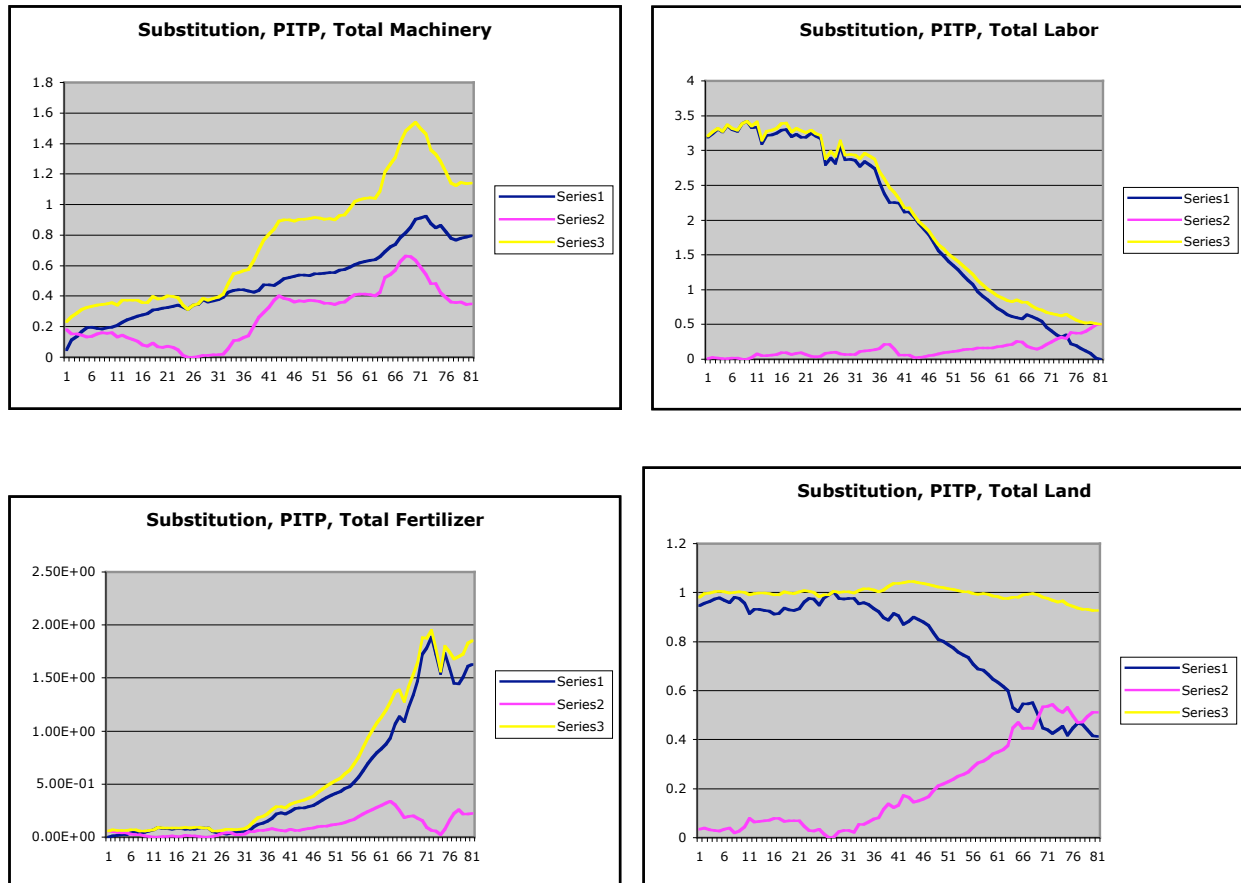 Substitution, PITP, Total Machinery
1.8
1.6
1.4
1.2
1
0.8
0.6
0.4
0.2
0
1 6 11 16 21 26 31 36 41 46 51 56 61 66 71 76 81
Series1
Series2
Series3
Substitution, PITP, Total Labor
4
3.5
3
2.5
2
1.5
1
0.5
0
1 6 11 16 21 26 31 36 41 46 51 56 61 66 71 76 81
Series1
Series2
Series3
Substitution, PITP, Total Fertilizer
2.50E+00
2.00E+00
1.50E+00
1.00E+00
5.00E-01
0.00E+00
1 6 11 16 21 26 31 36 41 46 51 56 61 66 71 76 81
Series1
Series2
Series3
Substitution, PITP, Total Land
1.2
1
0.8
0.6
0.4
0.2
0
1 6 11 16 21 26 31 36 41 46 51 56 61 66 71 76 81
Series1
Series2
Series3